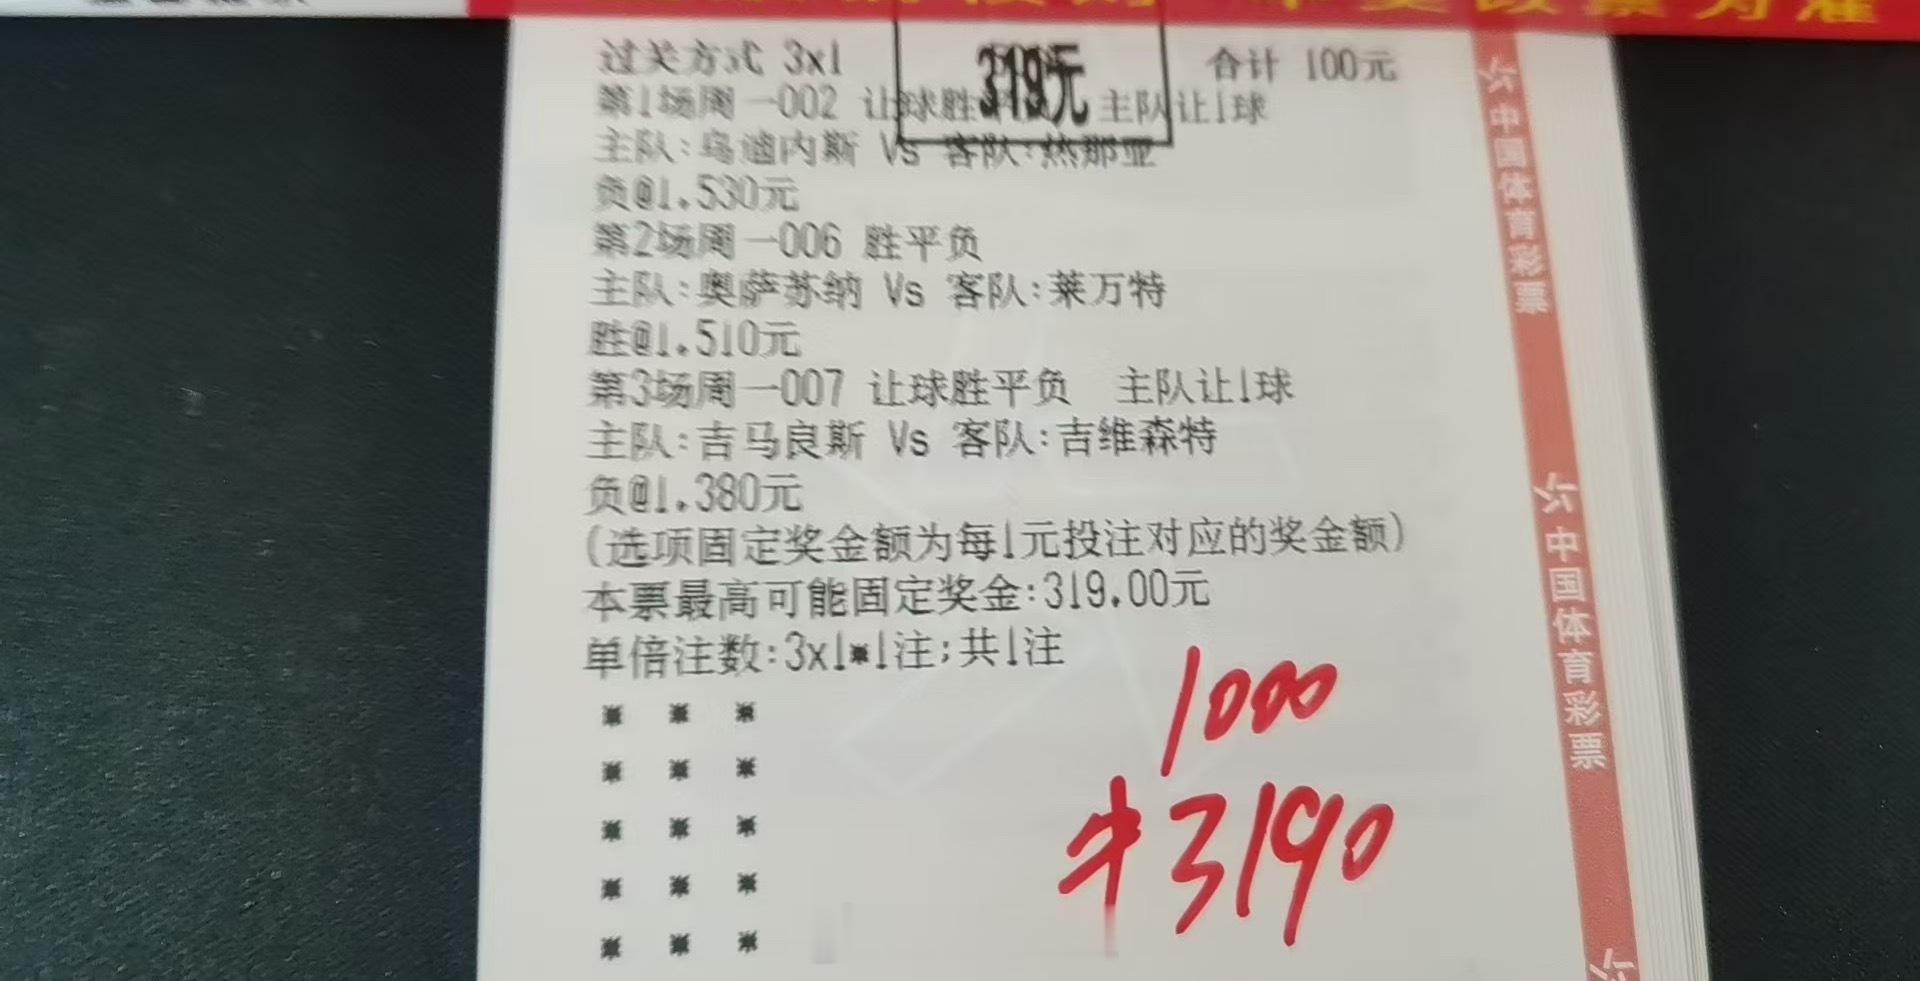 过关方式 3x1
319元
合计 100元
第1场周一002 让球胜 主队让1球
主队:乌迪内斯 Vs 客队:热那亚
负@1.530元
第2场周一006 胜平负
主队:奥萨苏纳 Vs 客队:莱万特
胜@1.510元
第3场周一007 让球胜平负 主队让1球
主队:吉马良斯 Vs 客队:吉维森特
负@1.380元
(选项固定奖金额为每1元投注对应的奖金额)
本票最高可能固定奖金:319.00元
单倍注数:3x1*1注;共1注
1000
中3190
中国体育彩票
中国体育彩票